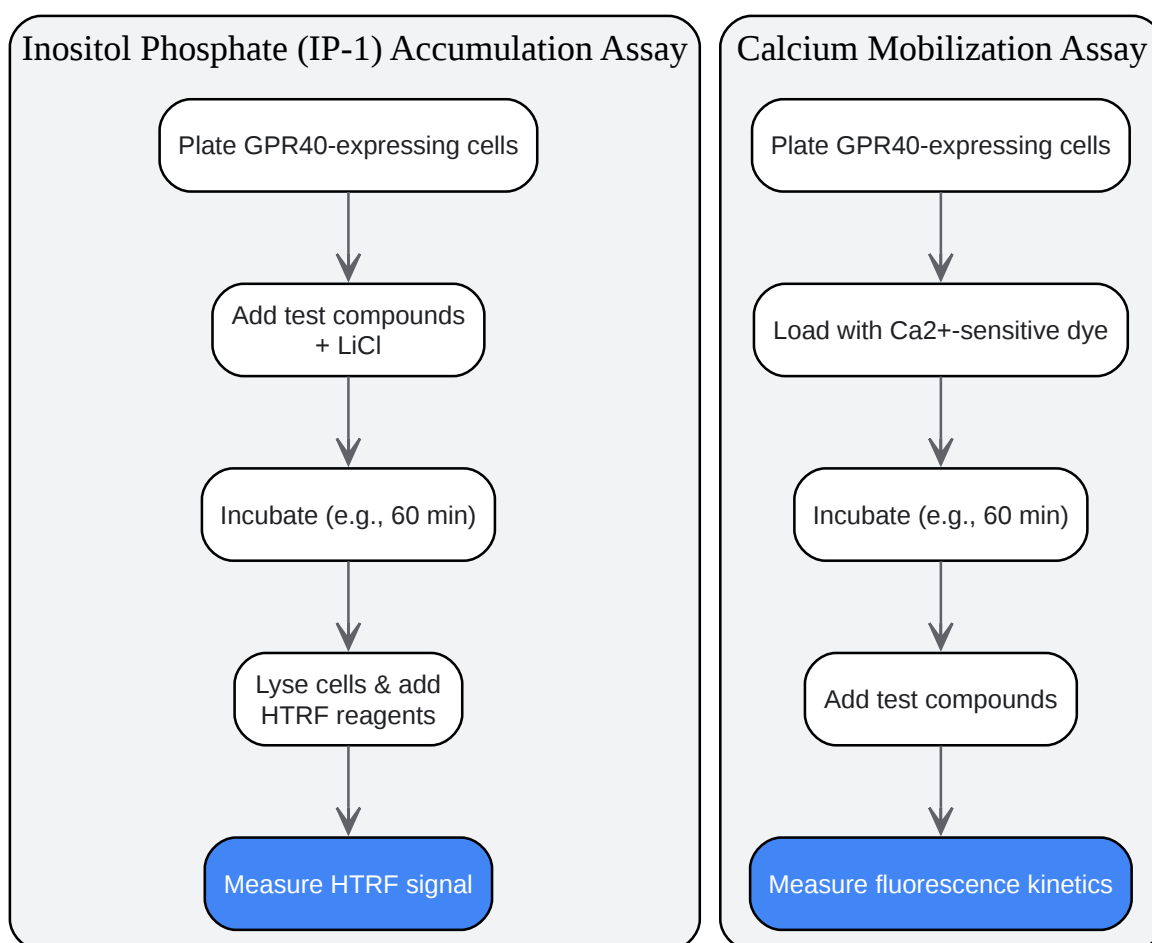 Inositol Phosphate (IP-1) Accumulation Assay
Plate GPR40-expressing cells
Add test compounds
+ LiCl
Incubate (e.g., 60 min)
Lyse cells & add
HTRF reagents
Measure HTRF signal
Calcium Mobilization Assay
Plate GPR40-expressing cells
Load with Ca2+-sensitive dye
Incubate (e.g., 60 min)
Add test compounds
Measure fluorescence kinetics